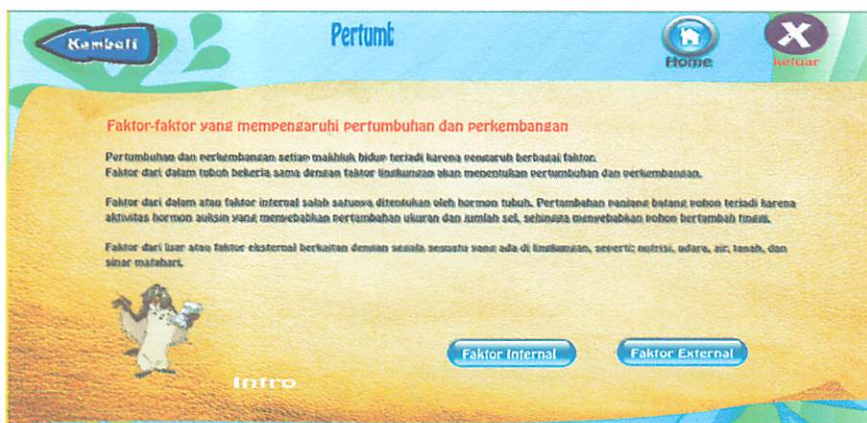 Kembali
Pertumb
Home
keluar
Faktor-faktor yang mempengaruhi pertumbuhan dan perkembangan
Pertumbuhan dan perkembangan setiap makhluk hidup terjadi karena pengaruh berbagai faktor.
Faktor dari dalam tubuh bekerja sama dengan faktor lingkungan akan menentukan pertumbuhan dan perkembangan.
Faktor dari dalam atau faktor internal salah satunya ditentukan oleh hormon tubuh. Pertambahan panjang batang pohon terjadi karena
aktivitas hormon auksin yang menyebabkan pertambahan ukuran dan jumlah sel, sehingga menyebabkan pohon bertambah tinggi.
Faktor dari luar atau faktor eksternal berkaitan dengan segala sesuatu yang ada di lingkungan, seperti: nutrisi, udara, air, tanah, dan
sinar matahari.
Faktor Internal
Faktor External
Intro